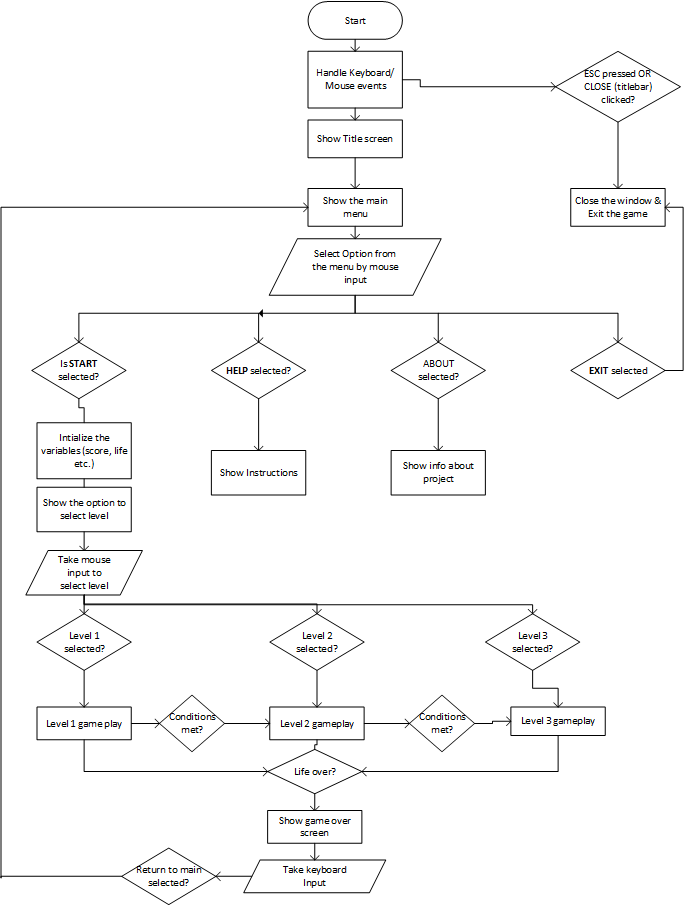 Start
Handle Keyboard/
Mouse events
ESC pressed OR
CLOSE (titlebar)
clicked?
Show Title screen
Show the main
menu
Close the window &
Exit the game
Select Option from
the menu by mouse
input
Is START
selected?
HELP selected?
ABOUT
selected?
EXIT selected
Intialize the
variables (score, life
etc.)
Show Instructions
Show info about
project
Show the option to
select level
Take mouse
input to
select level
Level 1
selected?
Level 2
selected?
Level 3
selected?
Level 1 game play
Conditions
met?
Level 2 gameplay
Conditions
met?
Level 3 gameplay
Life over?
Show game over
screen
Return to main
selected?
Take keyboard
Input